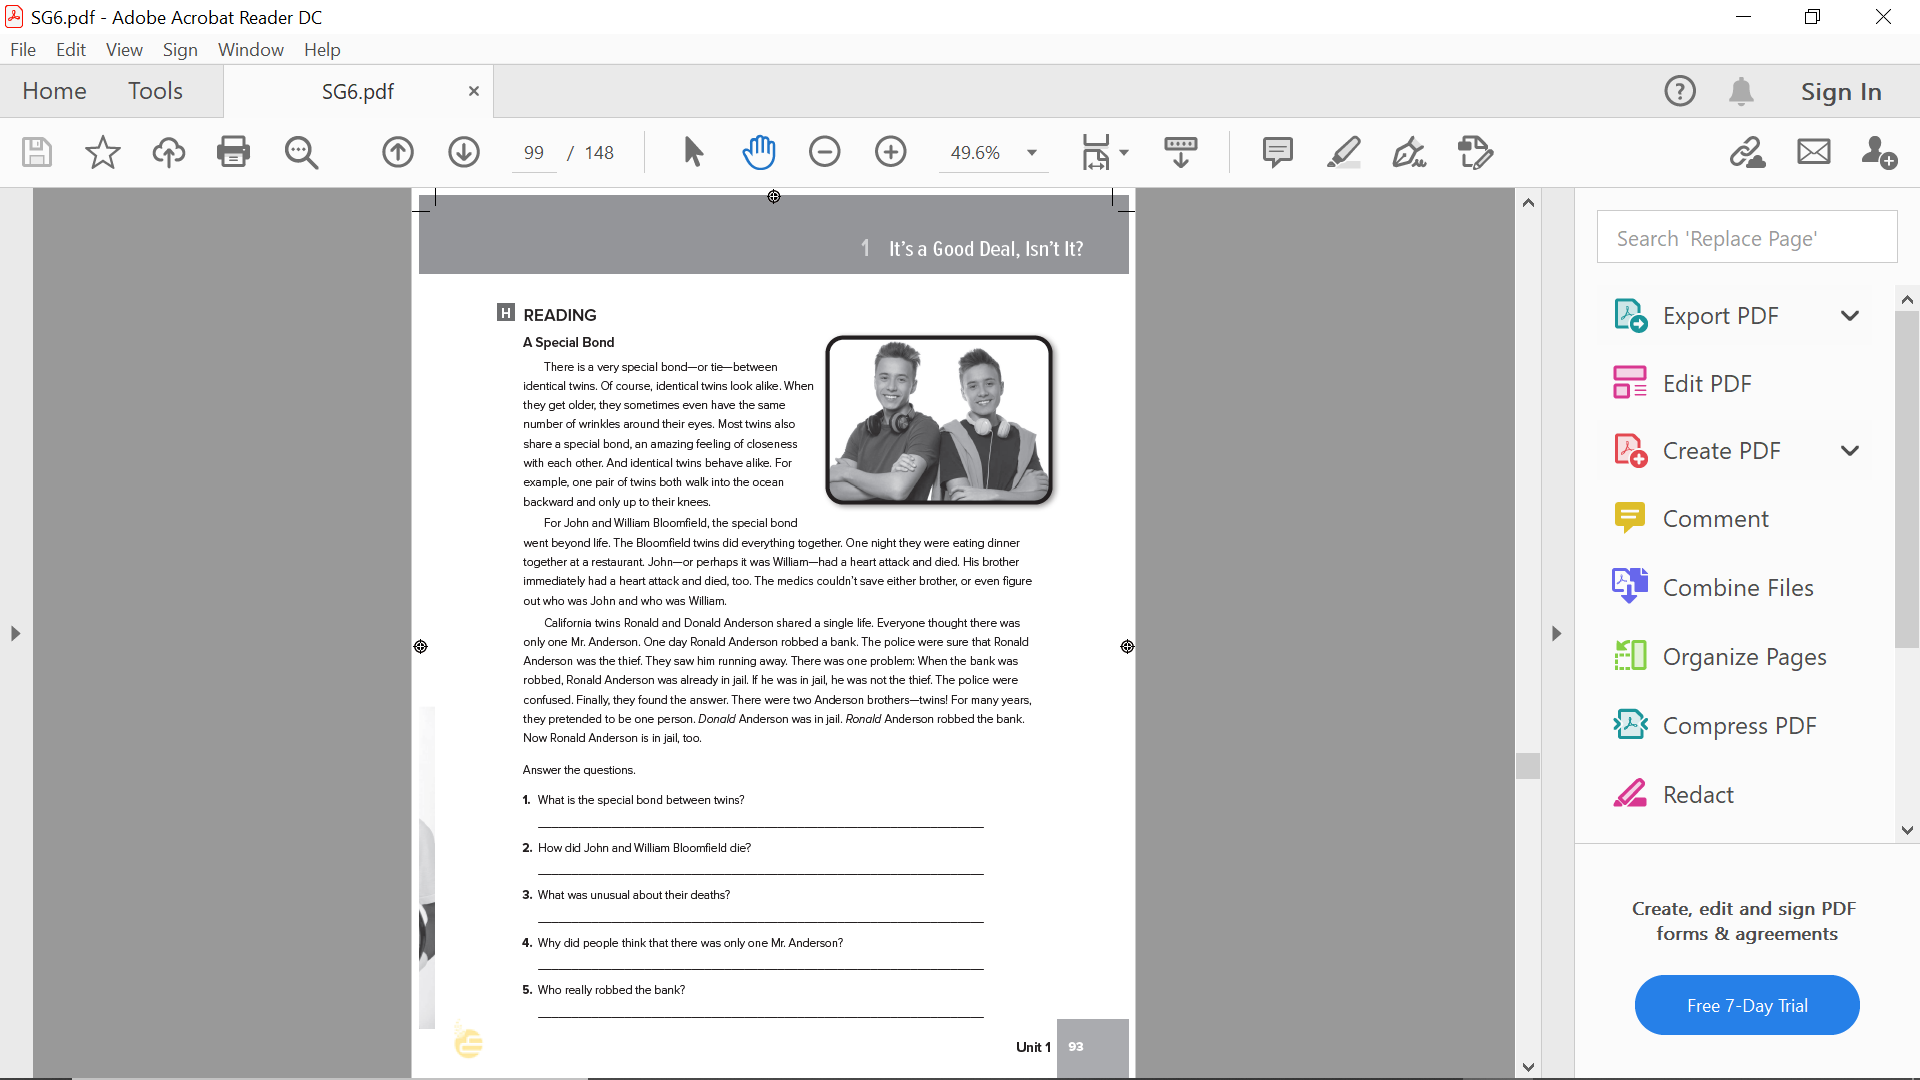 SG6.pdf - Adobe Acrobat Reader DC
File Edit View Sign Window Help
Home Tools SG6.pdf × Sign In
99 / 148 49.6%
1 It's a Good Deal, Isn't It?
H READING
A Special Bond
There is a very special bond—or tie—between
identical twins. Of course, identical twins look alike. When
they get older, they sometimes even have the same
number of wrinkles around their eyes. Most twins also
share a special bond, an amazing feeling of closeness
with each other. And identical twins behave alike. For
example, one pair of twins both walk into the ocean
backward and only up to their knees.
For John and William Bloomfield, the special bond
went beyond life. The Bloomfield twins did everything together. One night they were eating dinner
together at a restaurant. John—or perhaps it was William—had a heart attack and died. His brother
immediately had a heart attack and died, too. The medics couldn't save either brother, or even figure
out who was John and who was William.
California twins Ronald and Donald Anderson shared a single life. Everyone thought there was
only one Mr. Anderson. One day Ronald Anderson robbed a bank. The police were sure that Ronald
Anderson was the thief. They saw him running away. There was one problem: When the bank was
robbed, Ronald Anderson was already in jail. If he was in jail, he was not the thief. The police were
confused. Finally, they found the answer. There were two Anderson brothers—twins! For many years,
they pretended to be one person. Donald Anderson was in jail. Ronald Anderson robbed the bank.
Now Ronald Anderson is in jail, too.
Answer the questions.
1. What is the special bond between twins?
2. How did John and William Bloomfield die?
3. What was unusual about their deaths?
4. Why did people think that there was only one Mr. Anderson?
5. Who really robbed the bank?
Unit 1 93
Search 'Replace Page'
Export PDF
Edit PDF
Create PDF
Comment
Combine Files
Organize Pages
Compress PDF
Redact
Create, edit and sign PDF
forms & agreements
Free 7-Day Trial